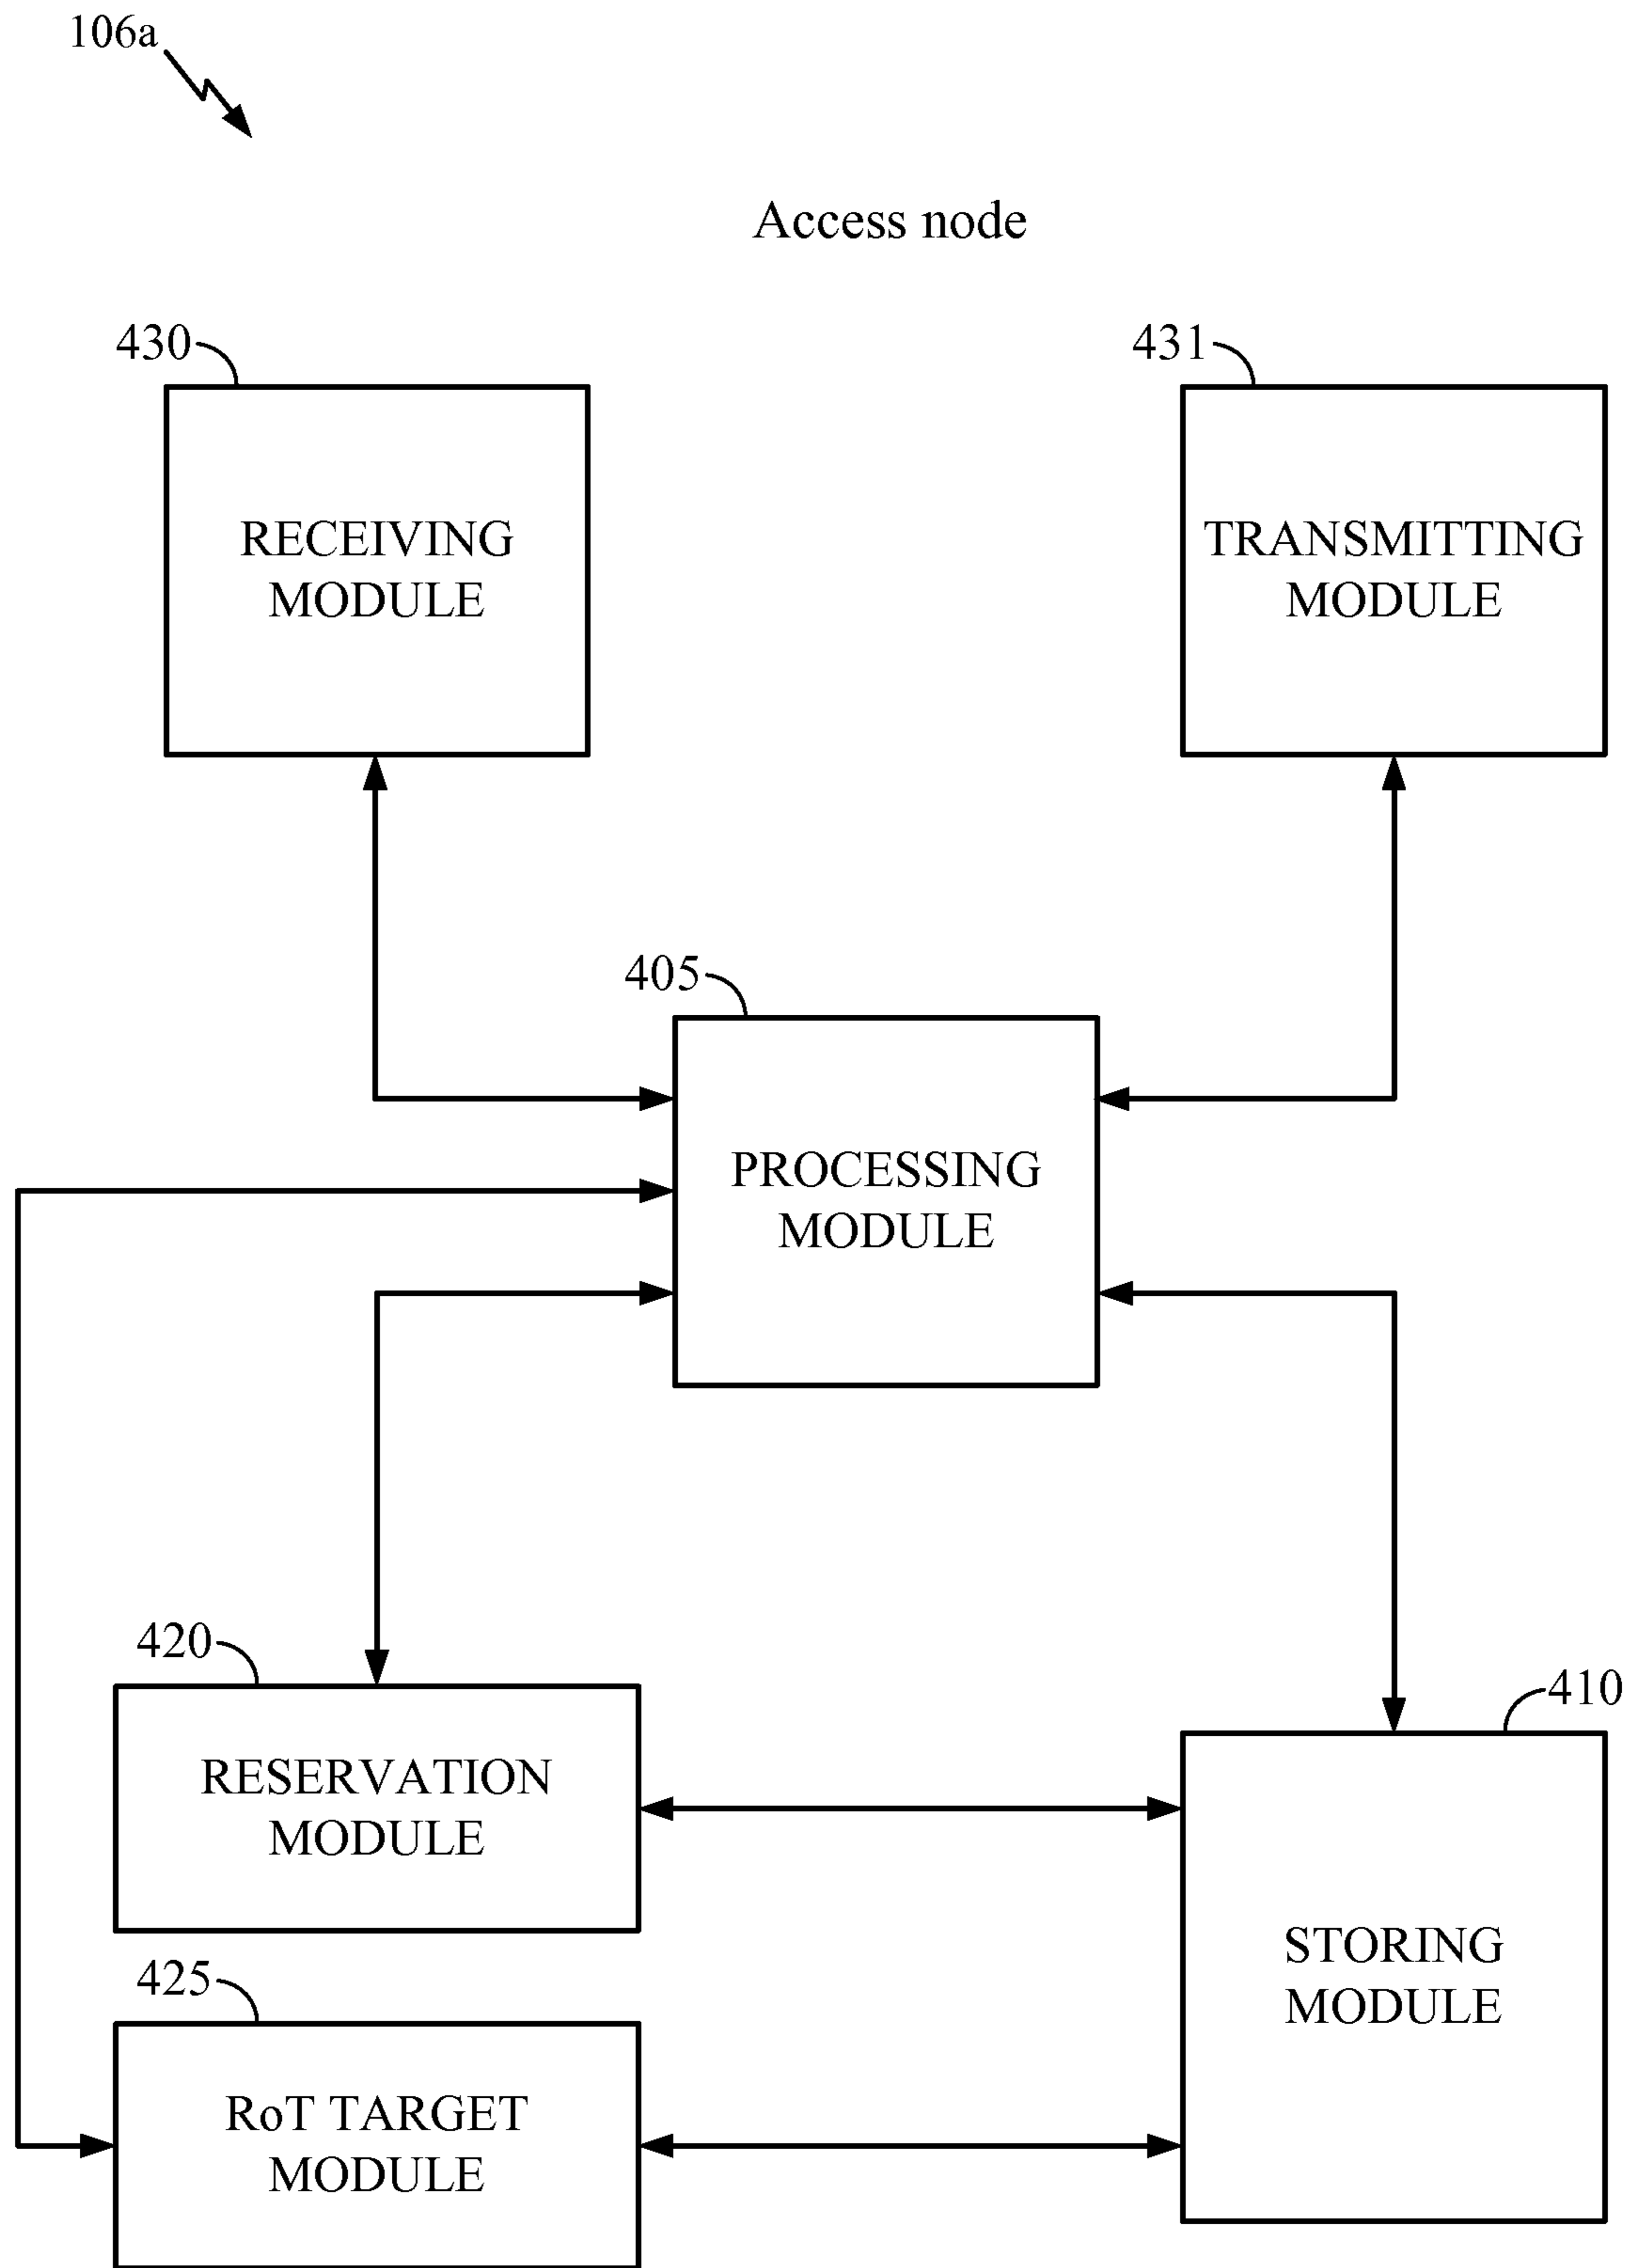 106a
Access node
430
431
RECEIVING
MODULE
TRANSMITTING
MODULE
405
PROCESSING
MODULE
420
410
RESERVATION
MODULE
STORING
MODULE
425
RoT TARGET
MODULE